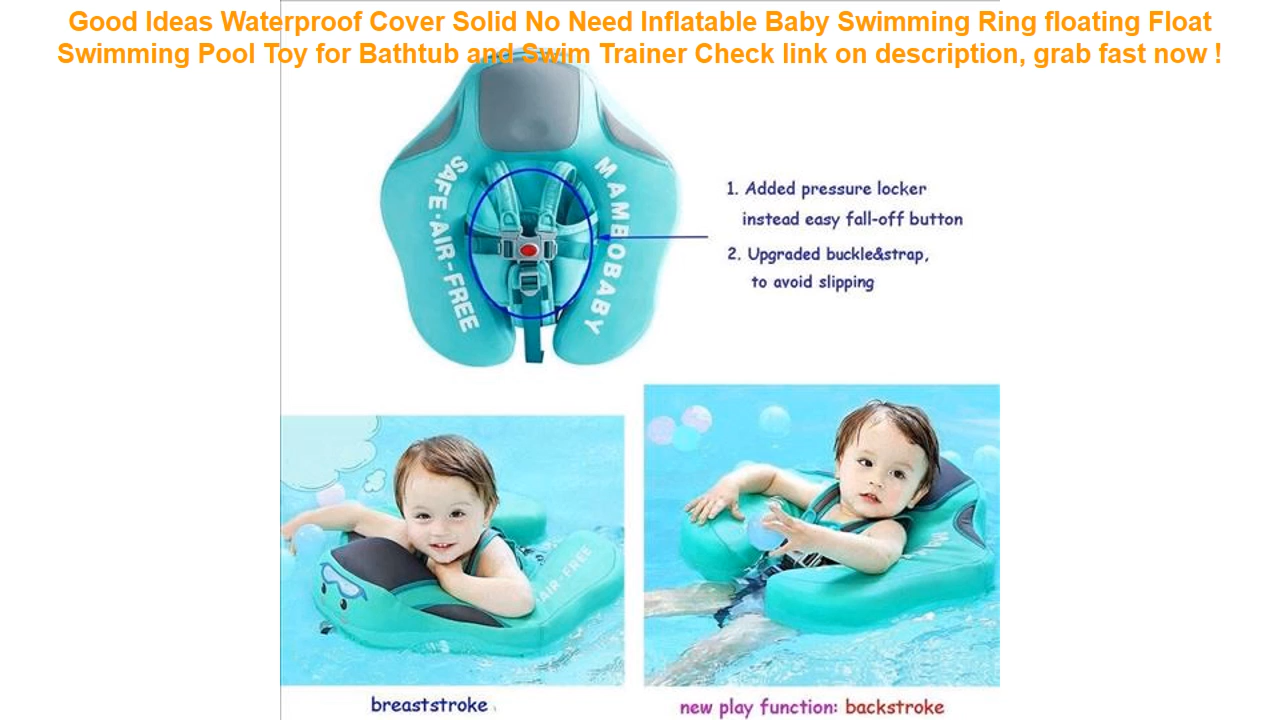 Good Ideas Waterproof Cover Solid No Need Inflatable Baby Swimming Ring floating Float
Swimming Pool Toy for Bathtub and Swim Trainer Check link on description, grab fast now !
SAFE·AIR-FREE
MAMBOBABY
1. Added pressure locker
instead easy fall-off button
2. Upgraded buckle&strap,
to avoid slipping
AIR-FREE
breaststroke
new play function: backstroke